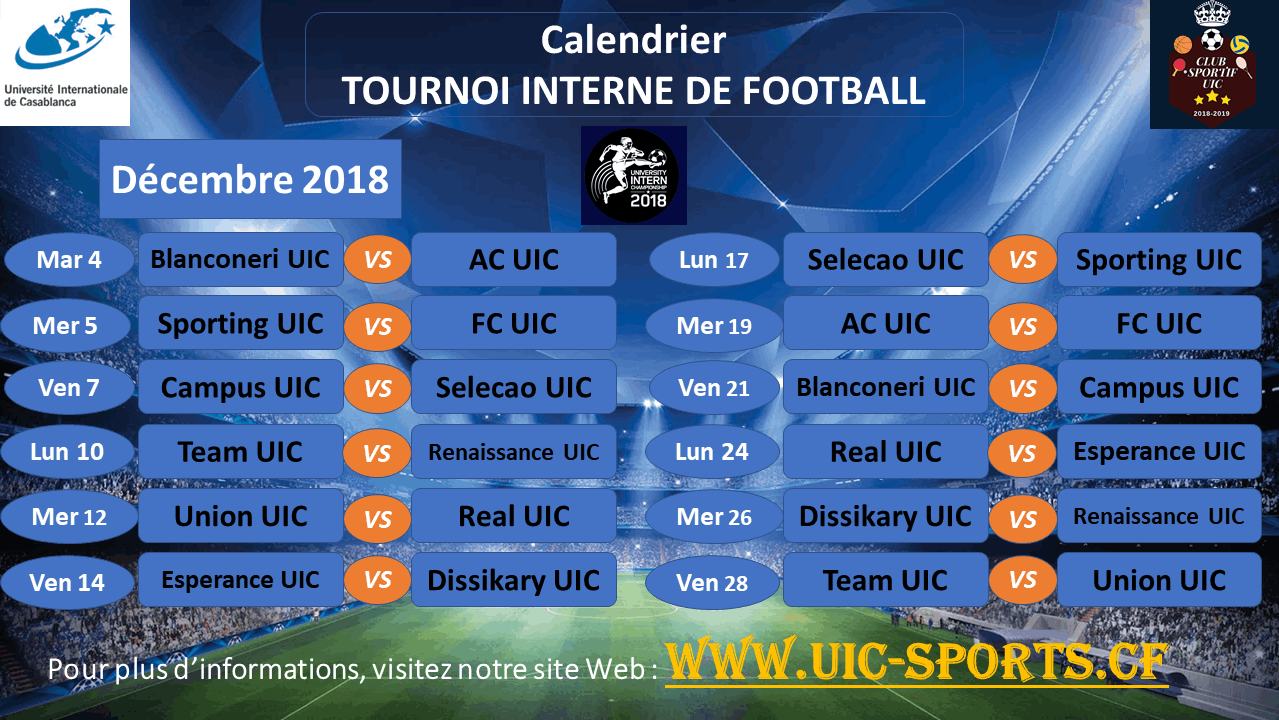 Calendrier
TOURNOI INTERNE DE FOOTBALL
Université Internationale
de Casablanca
CLUB
SPORTIF
UIC
2018-2019
UNIVERSITY
INTERN
CHAMPIONSHIP
2018
Décembre 2018
Mar 4 Blanconeri UIC VS AC UIC
Mer 5 Sporting UIC VS FC UIC
Ven 7 Campus UIC VS Selecao UIC
Lun 10 Team UIC VS Renaissance UIC
Mer 12 Union UIC VS Real UIC
Ven 14 Esperance UIC VS Dissikary UIC
Lun 17 Selecao UIC VS Sporting UIC
Mer 19 AC UIC VS FC UIC
Ven 21 Blanconeri UIC VS Campus UIC
Lun 24 Real UIC VS Esperance UIC
Mer 26 Dissikary UIC VS Renaissance UIC
Ven 28 Team UIC VS Union UIC
Pour plus d’informations, visitez notre site Web : WWW.UIC-SPORTS.CF